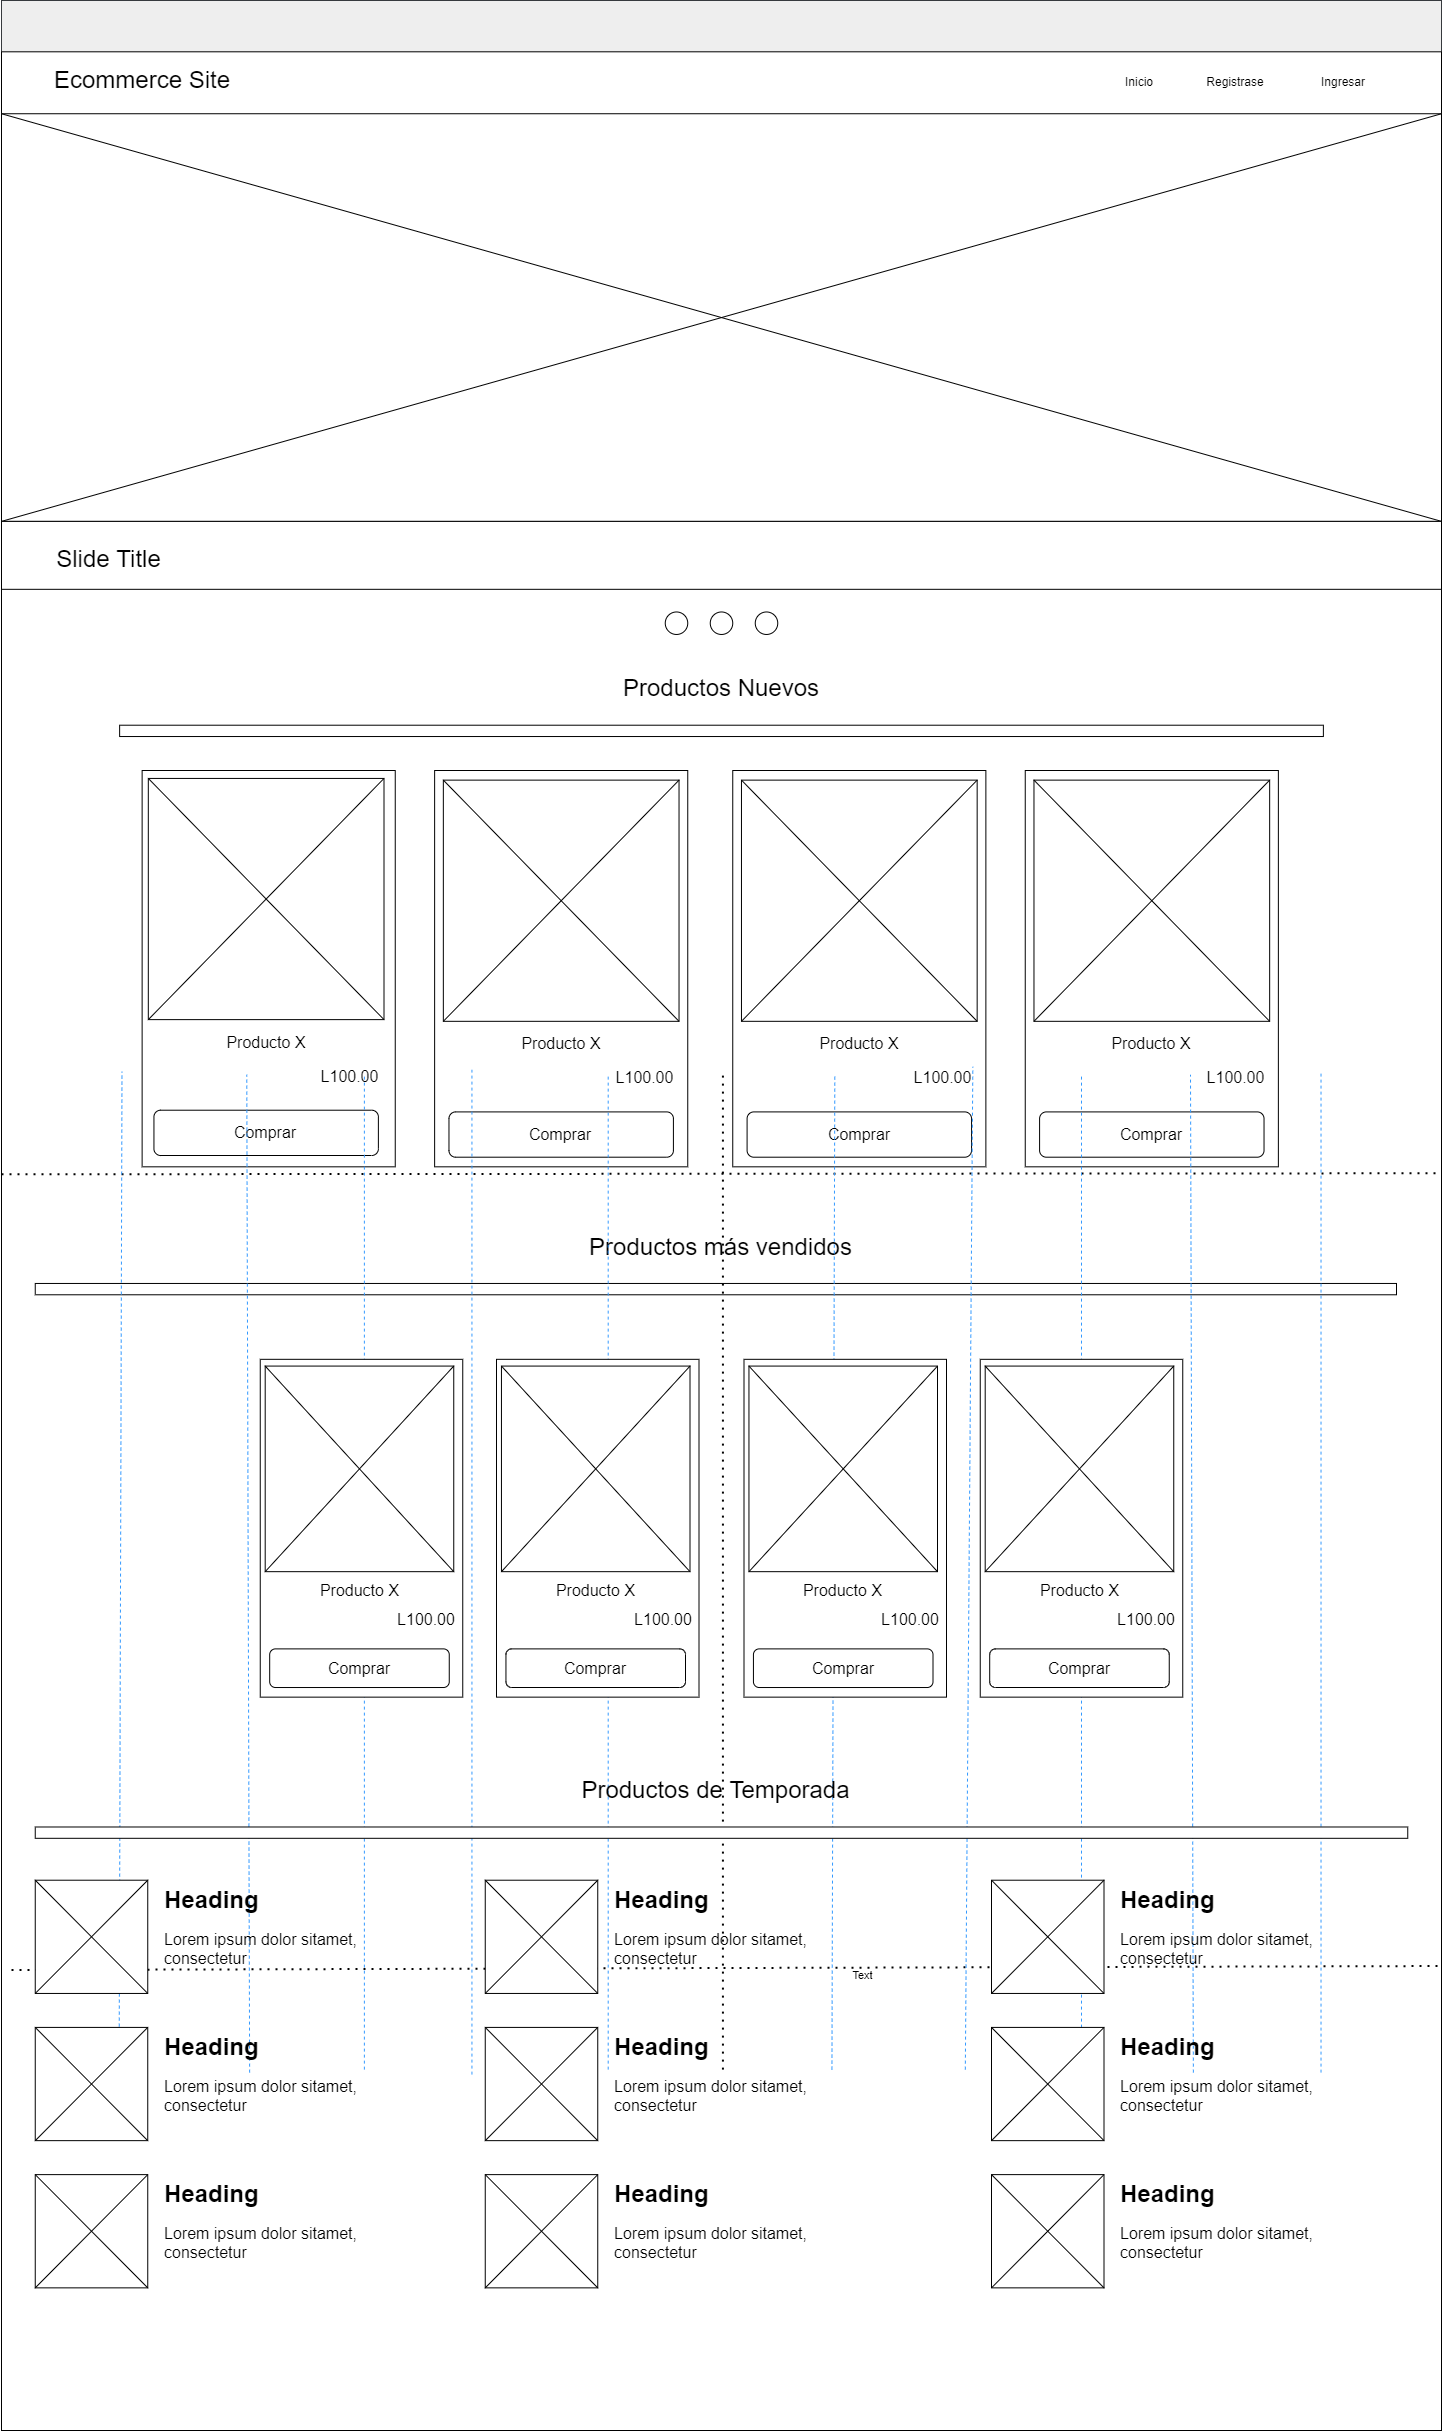 Ecommerce Site
Inicio Registrase Ingresar
Slide Title
Productos Nuevos
Producto X
L100.00
Comprar
Producto X
L100.00
Comprar
Producto X
L100.00
Comprar
Producto X
L100.00
Comprar
Productos más vendidos
Producto X
L100.00
Comprar
Producto X
L100.00
Comprar
Producto X
L100.00
Comprar
Producto X
L100.00
Comprar
Productos de Temporada
Heading
Lorem ipsum dolor sitamet,
consectetur
Heading
Lorem ipsum dolor sitamet,
consectetur
Text
Heading
Lorem ipsum dolor sitamet,
consectetur
Heading
Lorem ipsum dolor sitamet,
consectetur
Heading
Lorem ipsum dolor sitamet,
consectetur
Heading
Lorem ipsum dolor sitamet,
consectetur
Heading
Lorem ipsum dolor sitamet,
consectetur
Heading
Lorem ipsum dolor sitamet,
consectetur
Heading
Lorem ipsum dolor sitamet,
consectetur